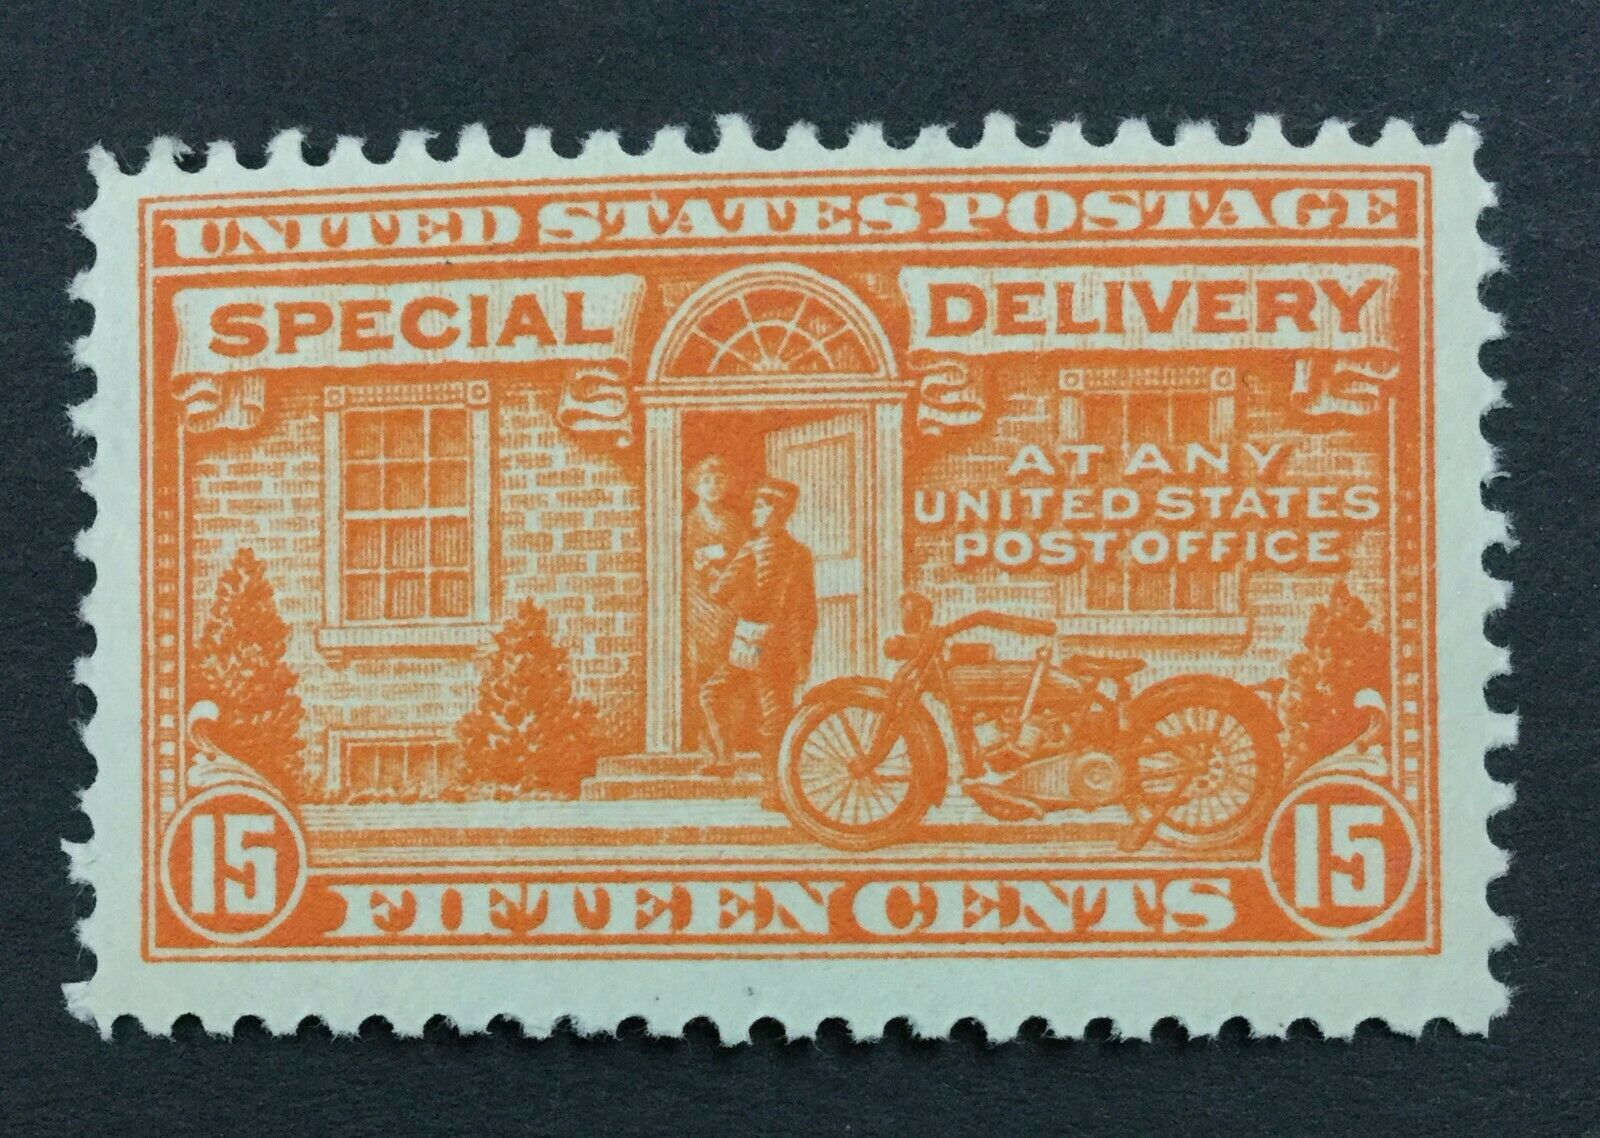 UNITED STATES POSTAGE
SPECIAL DELIVERY
AT ANY
UNITED STATES
POST OFFICE
15 15
FIFTEEN CENTS